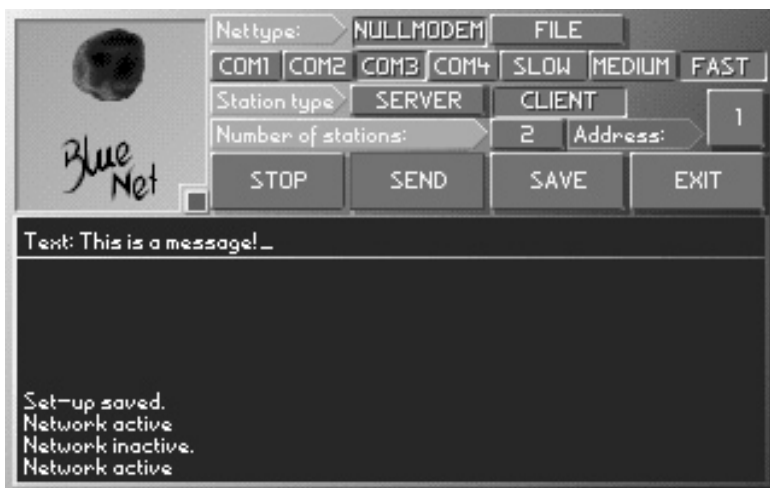 Nettype: NULLMODEM FILE
COM1 COM2 COM3 COM4 SLOW MEDIUM FAST
Station type SERVER CLIENT
Number of stations: 2 Address: 1
Blue
Net
STOP SEND SAVE EXIT
Text: This is a message!_
Set-up saved.
Network active
Network inactive.
Network active